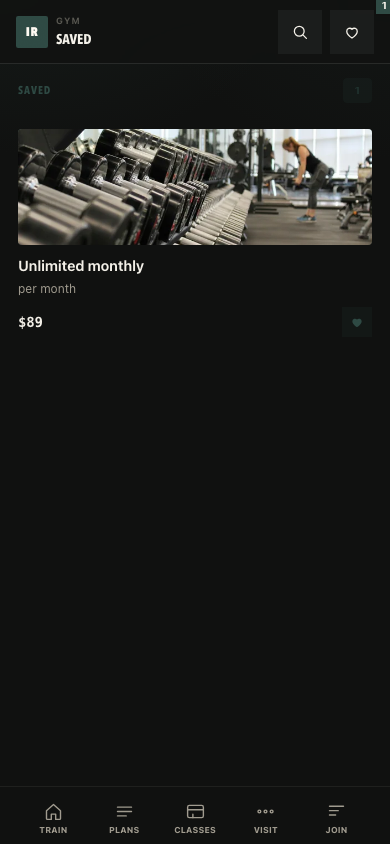 1
IR
GYM
SAVED
SAVED
1
Unlimited monthly
per month
$89
TRAIN
PLANS
CLASSES
VISIT
JOIN